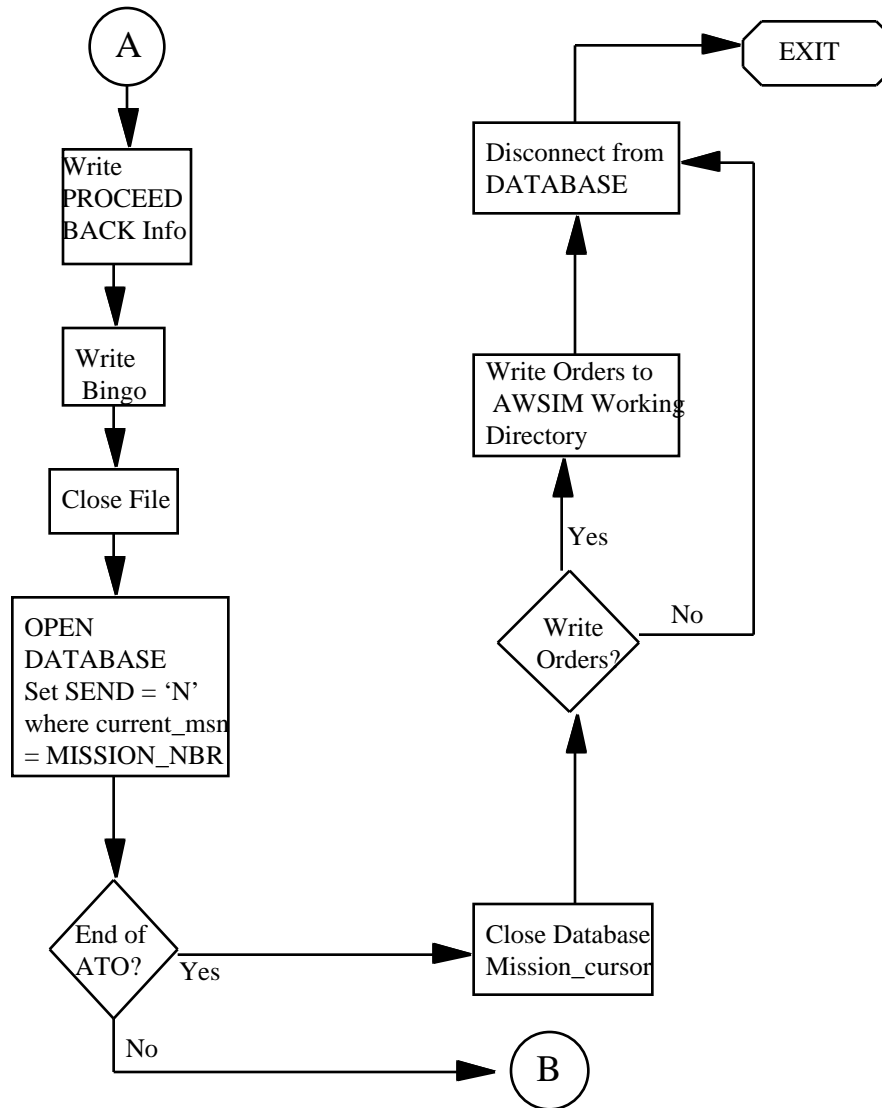 A
Write
PROCEED
BACK Info
Write
Bingo
Close File
OPEN
DATABASE
Set SEND = ‘N’
where current_msn
= MISSION_NBR
End of
ATO?
Yes
No
B
Close Database
Mission_cursor
Write
Orders?
Yes
No
Write Orders to
AWSIM Working
Directory
Disconnect from
DATABASE
EXIT